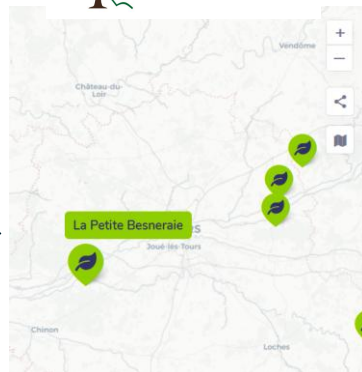 +
Vendôme
−
Château-du-
Loir
La Petite Besneraie
Joué-lès-Tours
Chinon
Loches